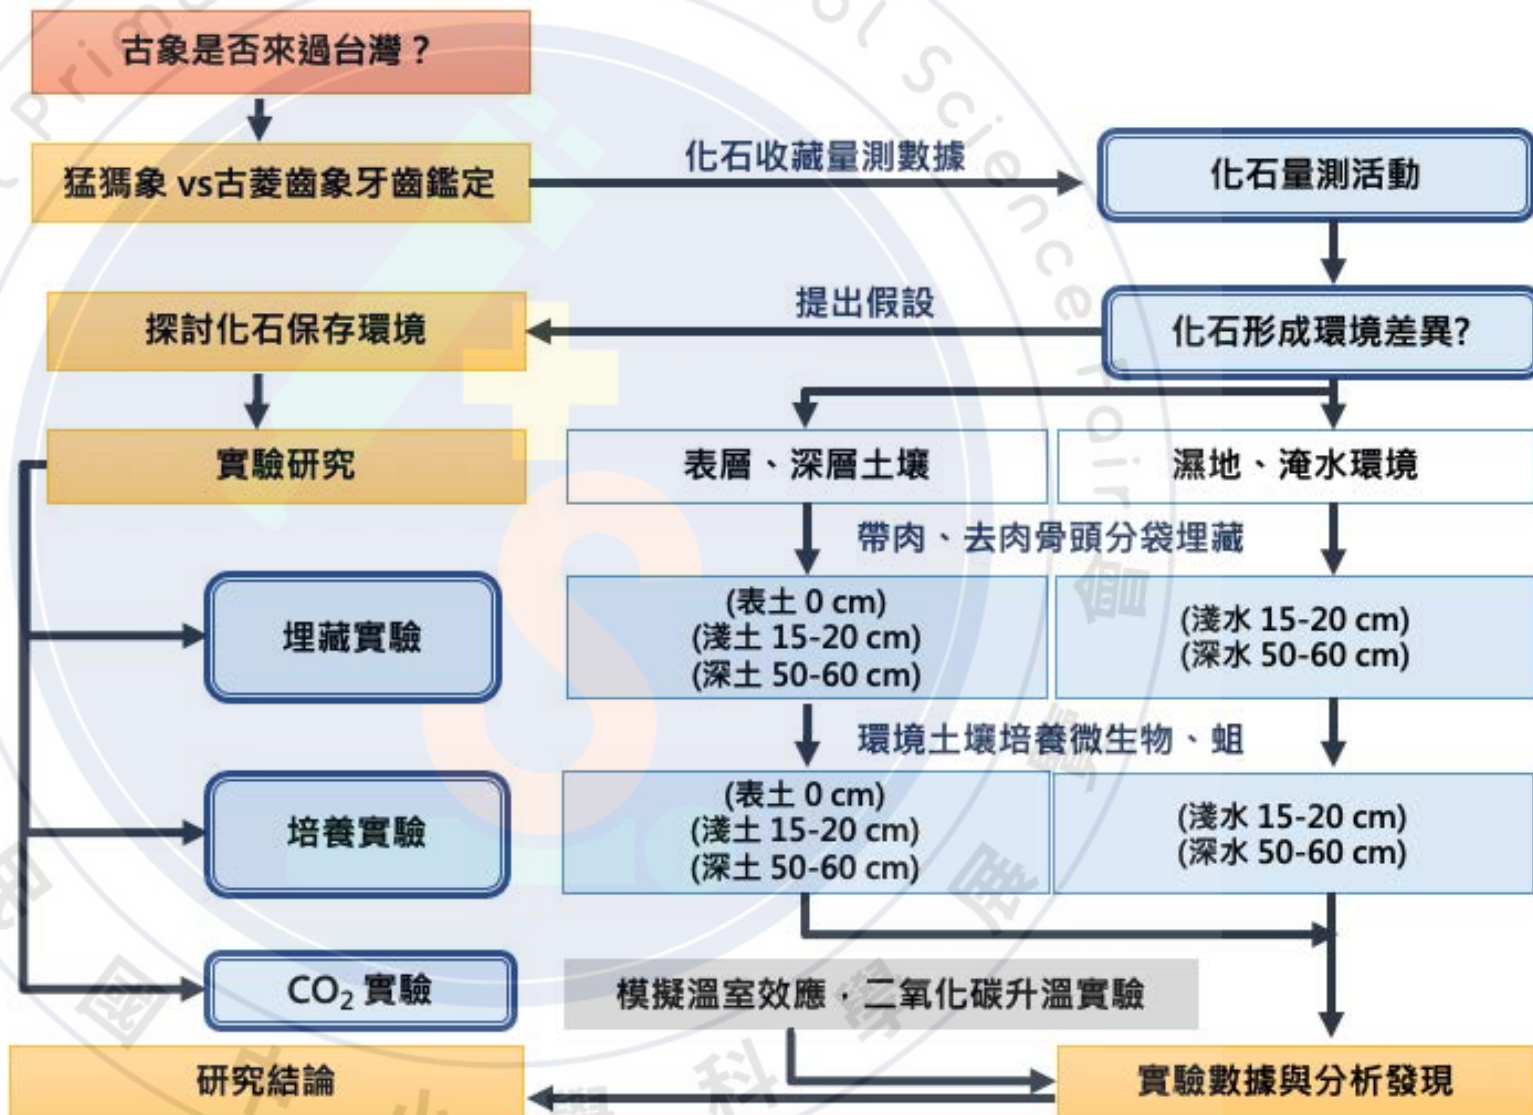 古象是否來過台灣？
猛獁象 vs古菱齒象牙齒鑑定
化石收藏量測數據
化石量測活動
提出假設
化石形成環境差異?
探討化石保存環境
實驗研究
表層、深層土壤
濕地、淹水環境
帶肉、去肉骨頭分袋埋藏
埋藏實驗
(表土 0 cm)
(淺土 15-20 cm)
(深土 50-60 cm)
(淺水 15-20 cm)
(深水 50-60 cm)
環境土壤培養微生物、蛆
培養實驗
(表土 0 cm)
(淺土 15-20 cm)
(深土 50-60 cm)
(淺水 15-20 cm)
(深水 50-60 cm)
CO₂ 實驗
模擬溫室效應，二氧化碳升溫實驗
研究結論
實驗數據與分析發現